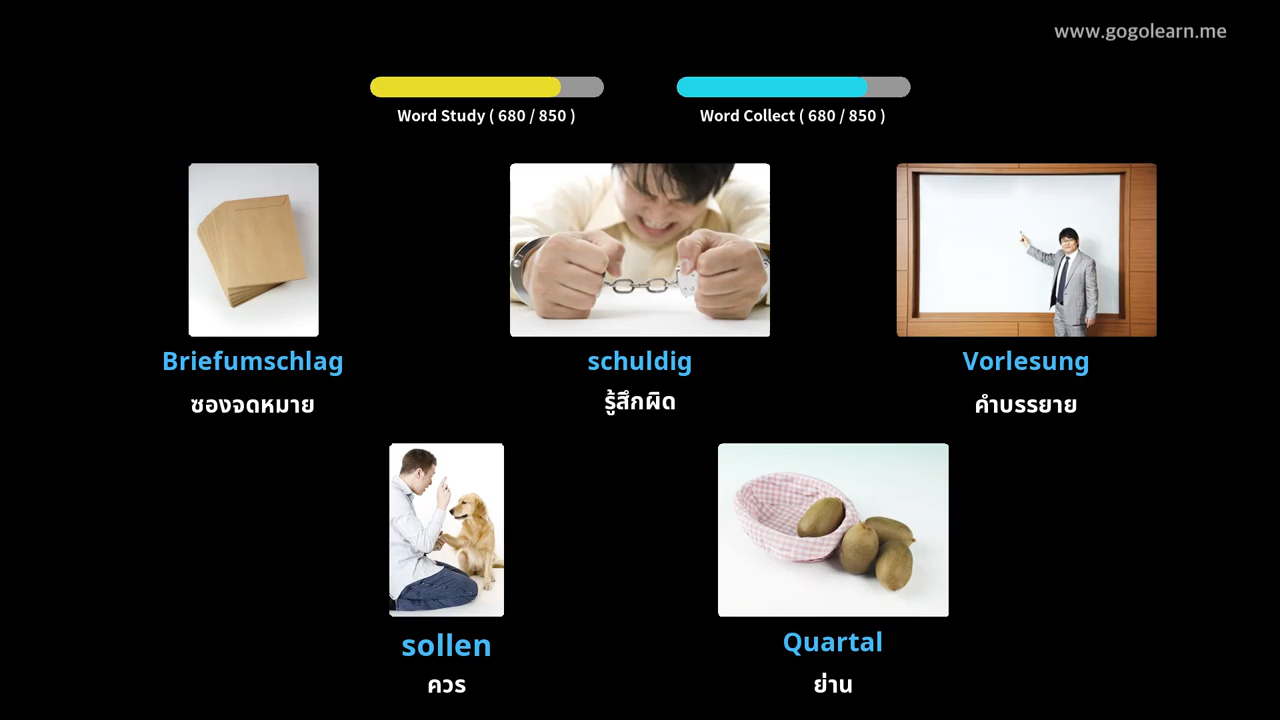 www.gogolearn.me
Word Study ( 680 / 850 )
Word Collect ( 680 / 850 )
Briefumschlag
ซองจดหมาย
schuldig
รู้สึกผิด
Vorlesung
คำบรรยาย
sollen
ควร
Quartal
ย่าน